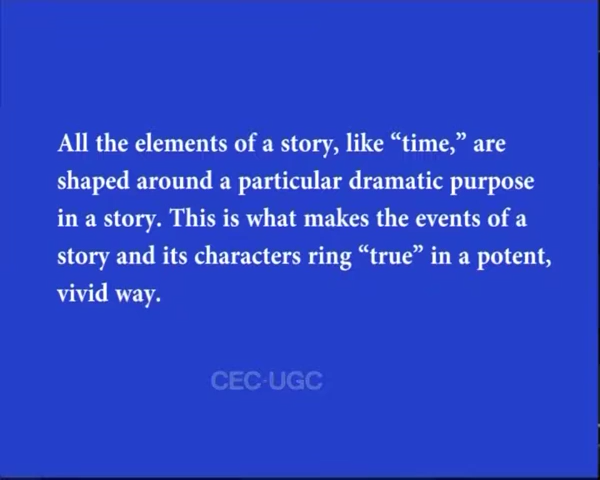 All the elements of a story, like “time,” are
shaped around a particular dramatic purpose
in a story. This is what makes the events of a
story and its characters ring “true” in a potent,
vivid way.
CEC-UGC